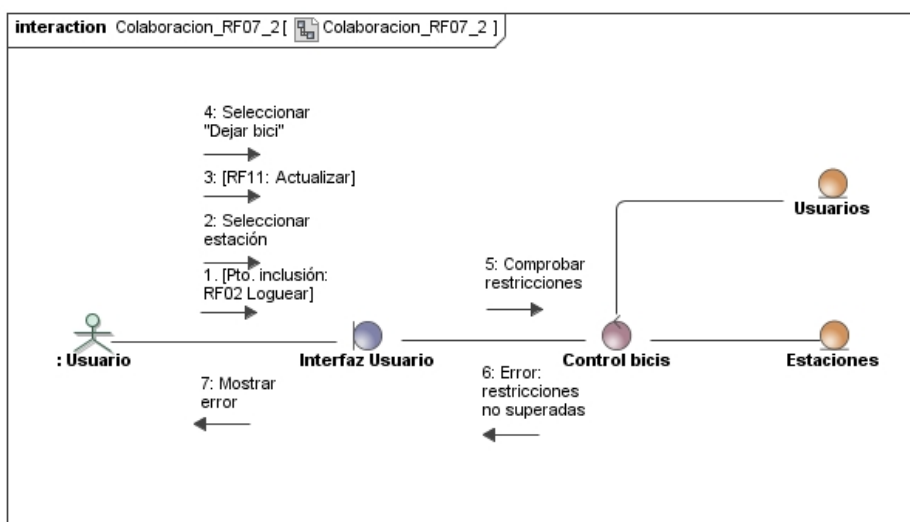 interaction Colaboracion_RF07_2[ Colaboracion_RF07_2 ]
4: Seleccionar
"Dejar bici"
3: [RF11: Actualizar]
2: Seleccionar
estación
1. [Pto. inclusión:
RF02 Loguear]
Usuarios
5: Comprobar
restricciones
: Usuario
Interfaz Usuario
Control bicis
Estaciones
7: Mostrar
error
6: Error:
restricciones
no superadas